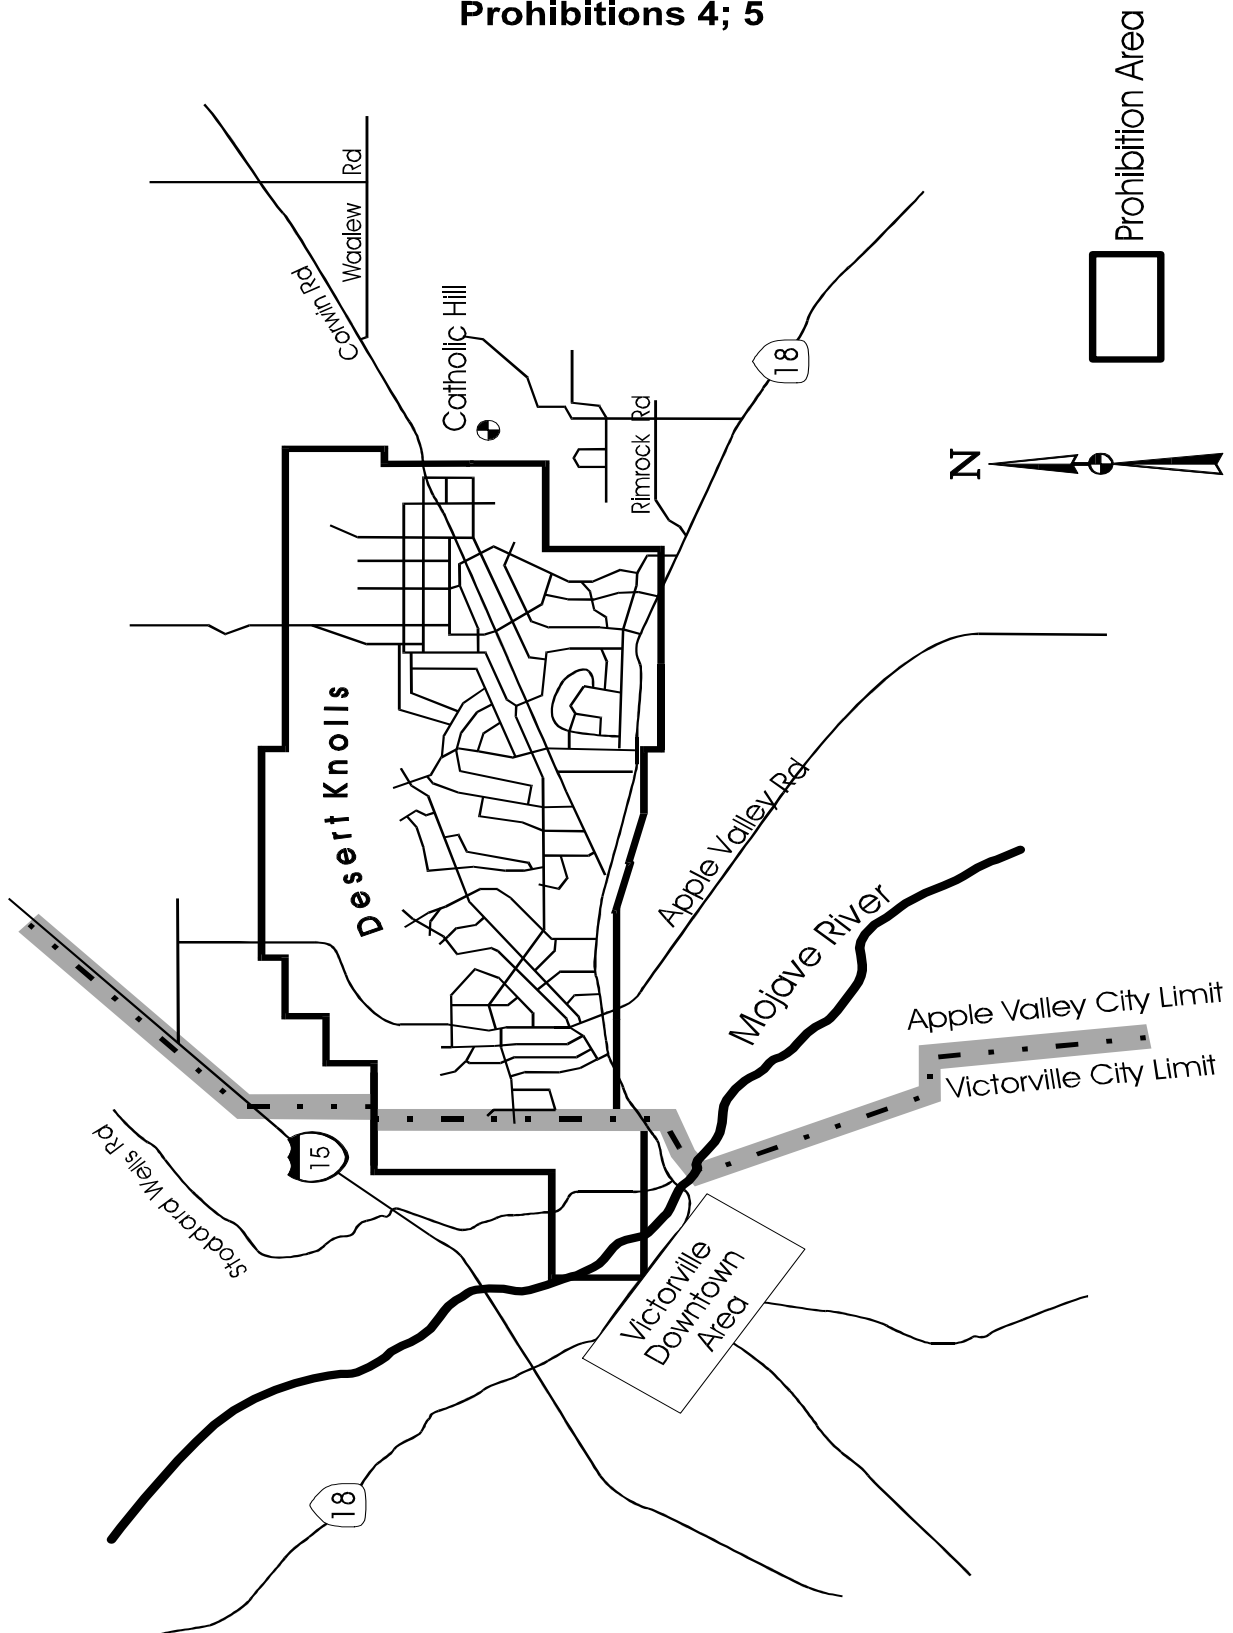 Prohibitions 4; 5
Prohibition Area
Waalew Rd
Corwin Rd
Catholic Hill
18
Rimrock Rd
N
Desert Knolls
Apple Valley Rd
Mojave River
Apple Valley City Limit
Victorville City Limit
Stoddard Wells Rd
15
Victorville
Downtown
Area
18